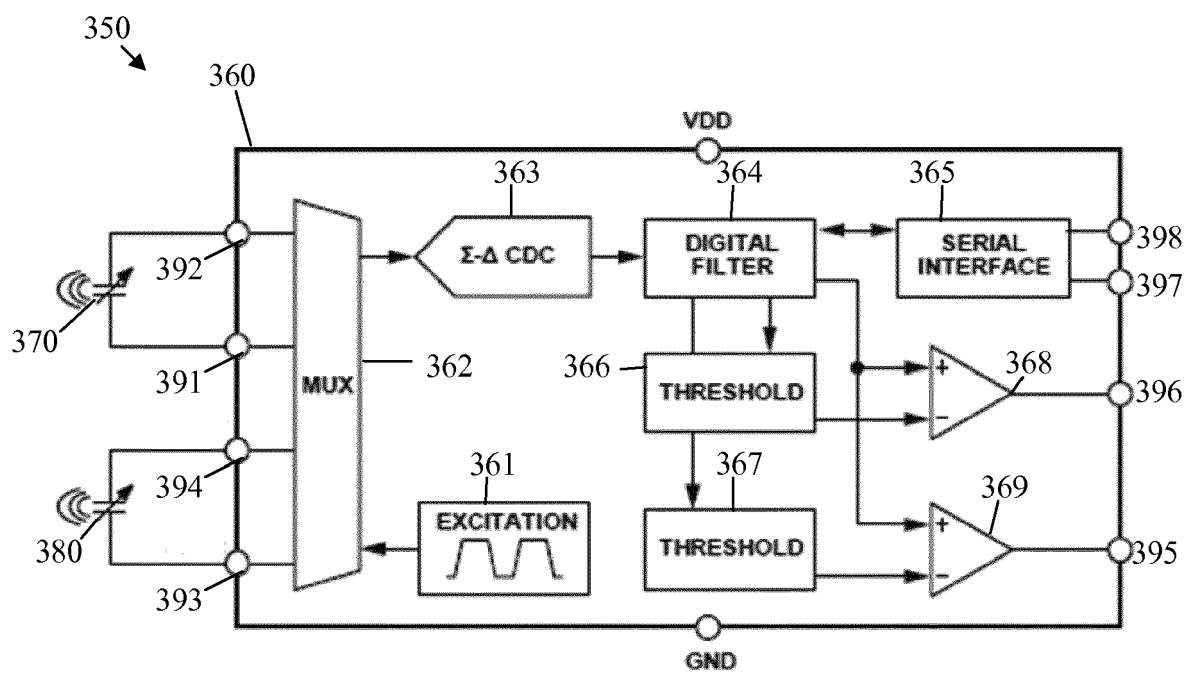 350
360
VDD
363
364
365
392
Σ-Δ CDC
DIGITAL
FILTER
SERIAL
INTERFACE
398
397
370
391
MUX
362
366
THRESHOLD
+
−
368
396
394
361
EXCITATION
367
THRESHOLD
369
+
−
395
380
393
GND